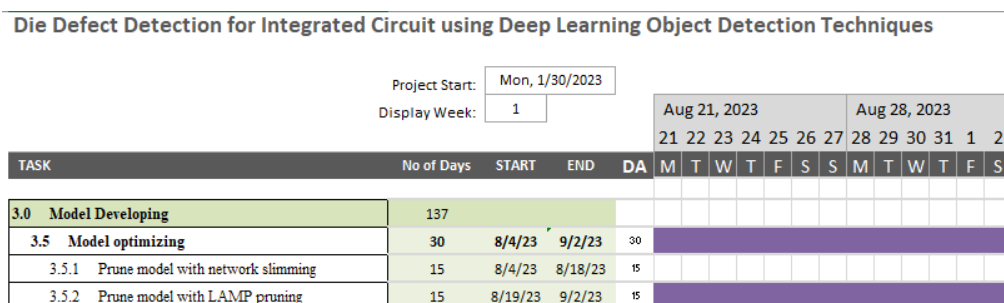 Die Defect Detection for Integrated Circuit using Deep Learning Object Detection Techniques
Project Start: Mon, 1/30/2023
Display Week: 1
Aug 21, 2023 Aug 28, 2023
21 22 23 24 25 26 27 28 29 30 31 1 2
TASK No of Days START END DA M T W T F S S M T W T F S
3.0 Model Developing 137
3.5 Model optimizing 30 8/4/23 9/2/23 30
3.5.1 Prune model with network slimming 15 8/4/23 8/18/23 15
3.5.2 Prune model with LAMP pruning 15 8/19/23 9/2/23 15